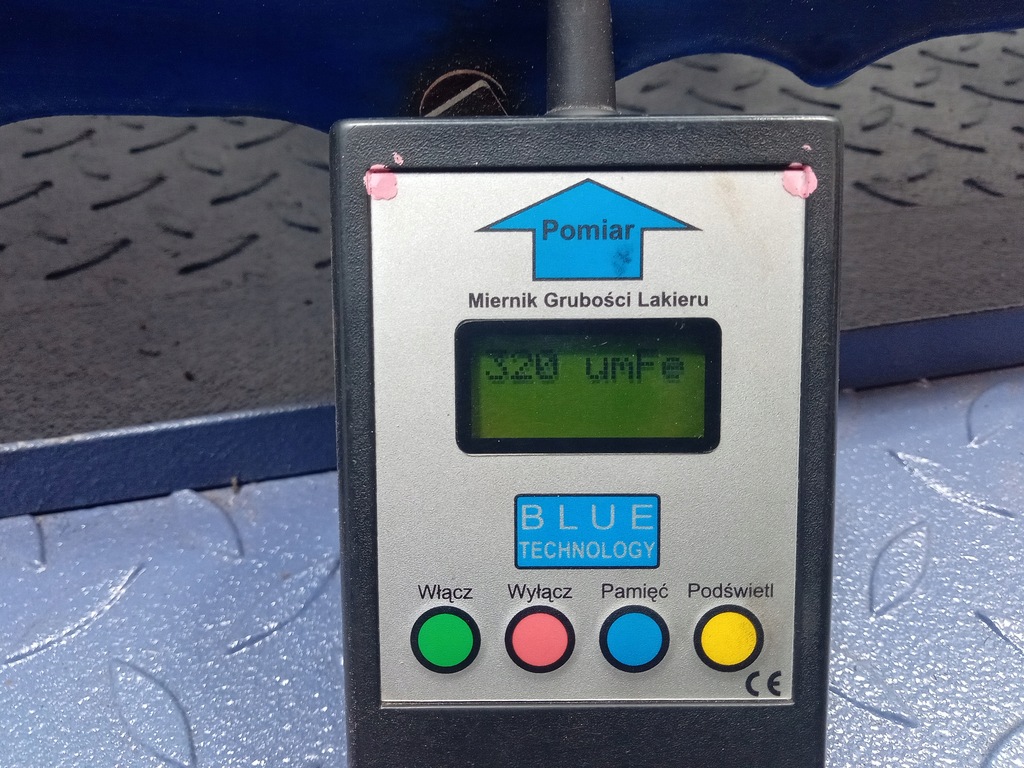 Pomiar
Miernik Grubości Lakieru
320 umFe
BLUE
TECHNOLOGY
Włącz Wyłącz Pamięć Podświetl
CE